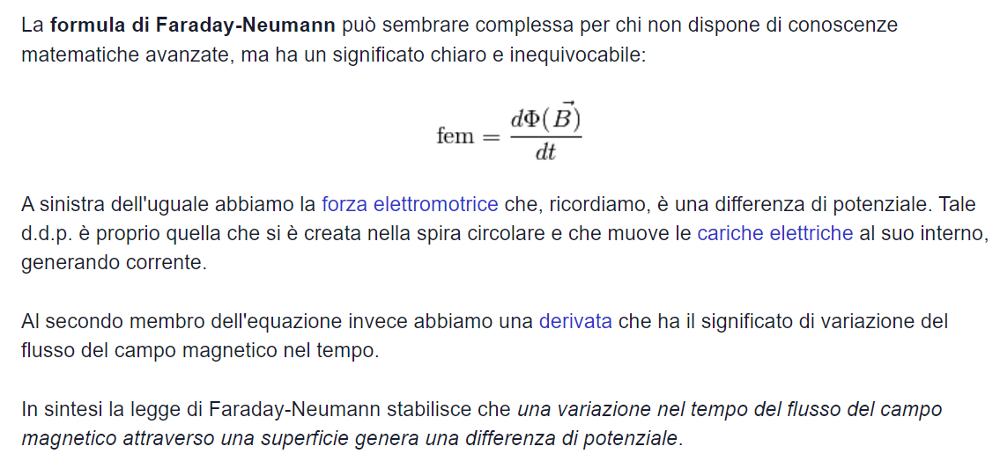 La formula di Faraday-Neumann può sembrare complessa per chi non dispone di conoscenze
matematiche avanzate, ma ha un significato chiaro e inequivocabile:
fem = \frac{d\Phi(\vec{B})}{dt}
A sinistra dell'uguale abbiamo la forza elettromotrice che, ricordiamo, è una differenza di potenziale. Tale
d.d.p. è proprio quella che si è creata nella spira circolare e che muove le cariche elettriche al suo interno,
generando corrente.
Al secondo membro dell'equazione invece abbiamo una derivata che ha il significato di variazione del
flusso del campo magnetico nel tempo.
In sintesi la legge di Faraday-Neumann stabilisce che una variazione nel tempo del flusso del campo
magnetico attraverso una superficie genera una differenza di potenziale.